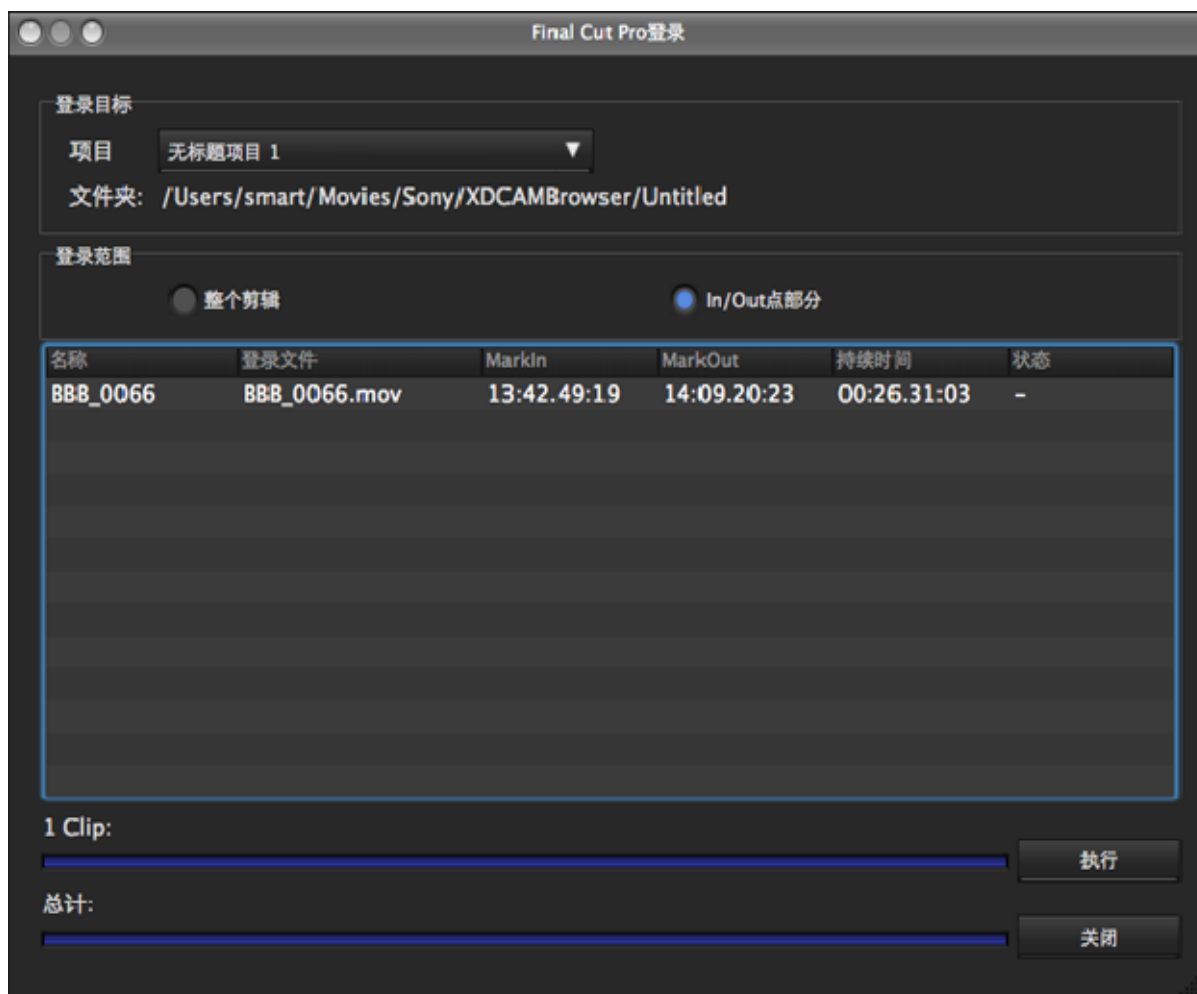 Final Cut Pro登录
登录目标
项目 无标题项目 1
文件夹: /Users/smart/Movies/Sony/XDCAMBrowser/Untitled
登录范围
整个剪辑 In/Out点部分
名称 登录文件 MarkIn MarkOut 持续时间 状态
BBB_0066 BBB_0066.mov 13:42.49:19 14:09.20:23 00:26.31:03 –
1 Clip:
执行
总计:
关闭